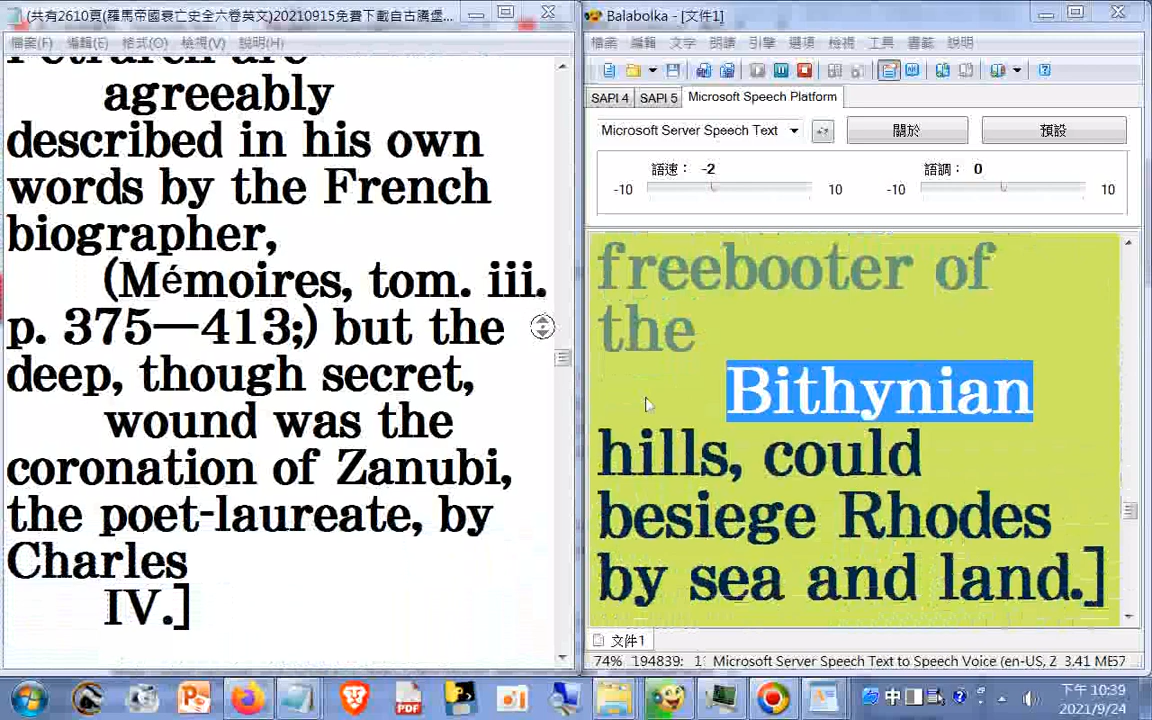 (共有2610頁(羅馬帝國衰亡史全六卷英文)20210915免費下載自古騰堡...
檔案(F) 編輯(E) 格式(O) 檢視(V) 說明(H)
Petrarch are
agreeably
described in his own
words by the French
biographer,
(Mémoires, tom. iii.
p. 375—413;) but the
deep, though secret,
wound was the
coronation of Zanubi,
the poet-laureate, by
Charles
IV.]
Balabolka - [文件1]
檔案 編輯 文字 朗讀 引擎 選項 檢視 工具 書籤 說明
SAPI 4 SAPI 5 Microsoft Speech Platform
Microsoft Server Speech Text 關於 預設
語速： -2 語調： 0
-10 10 -10 10
freebooter of
the
Bithynian
hills, could
besiege Rhodes
by sea and land.]
文件1
74% 194839: Microsoft Server Speech Text to Speech Voice (en-US, Z 3.41 ME57
中 下午 10:39
2021/9/24